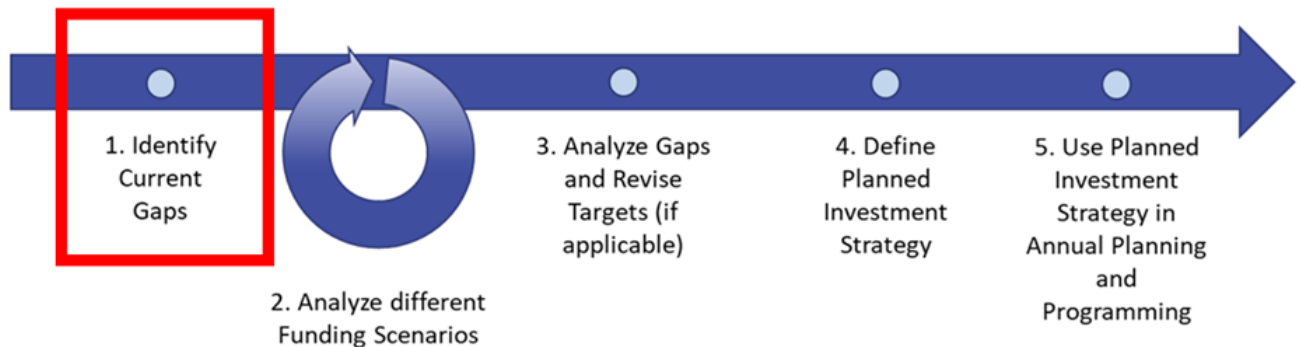 1. Identify
Current
Gaps
2. Analyze different
Funding Scenarios
3. Analyze Gaps
and Revise
Targets (if
applicable)
4. Define
Planned
Investment
Strategy
5. Use Planned
Investment
Strategy in
Annual Planning
and
Programming